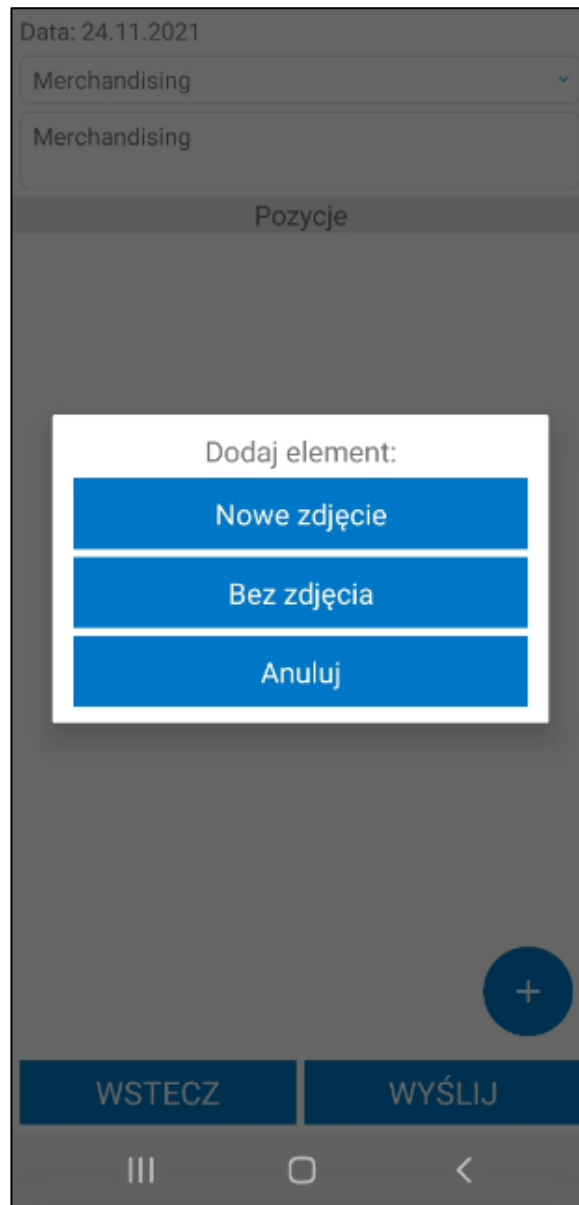 Data: 24.11.2021
Merchandising
Merchandising
Pozycje
Dodaj element:
Nowe zdjęcie
Bez zdjęcia
Anuluj
+
WSTECZ WYŚLIJ